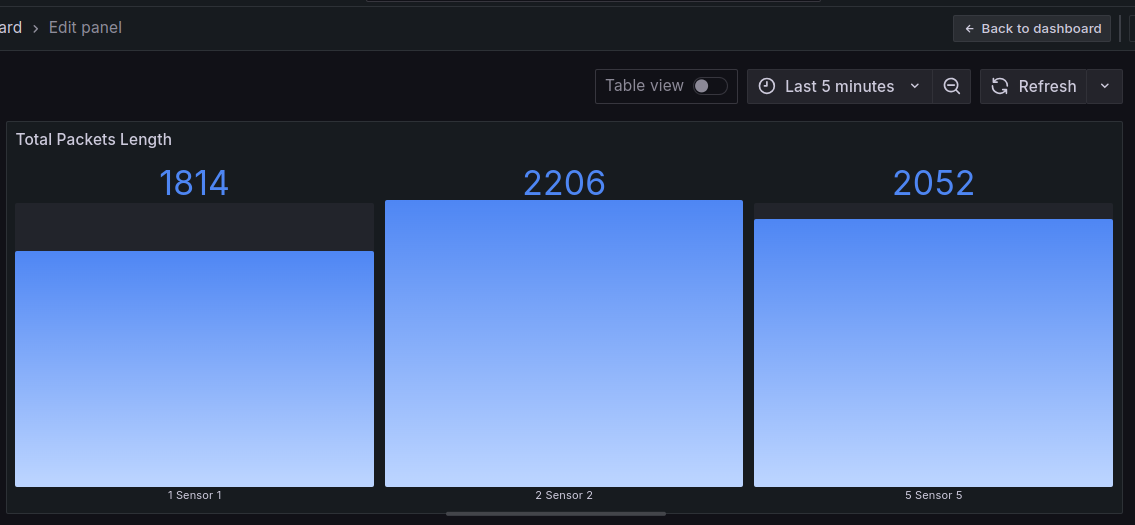 ard › Edit panel
← Back to dashboard
Table view
Last 5 minutes
Refresh
Total Packets Length
1814 2206 2052
1 Sensor 1 2 Sensor 2 5 Sensor 5